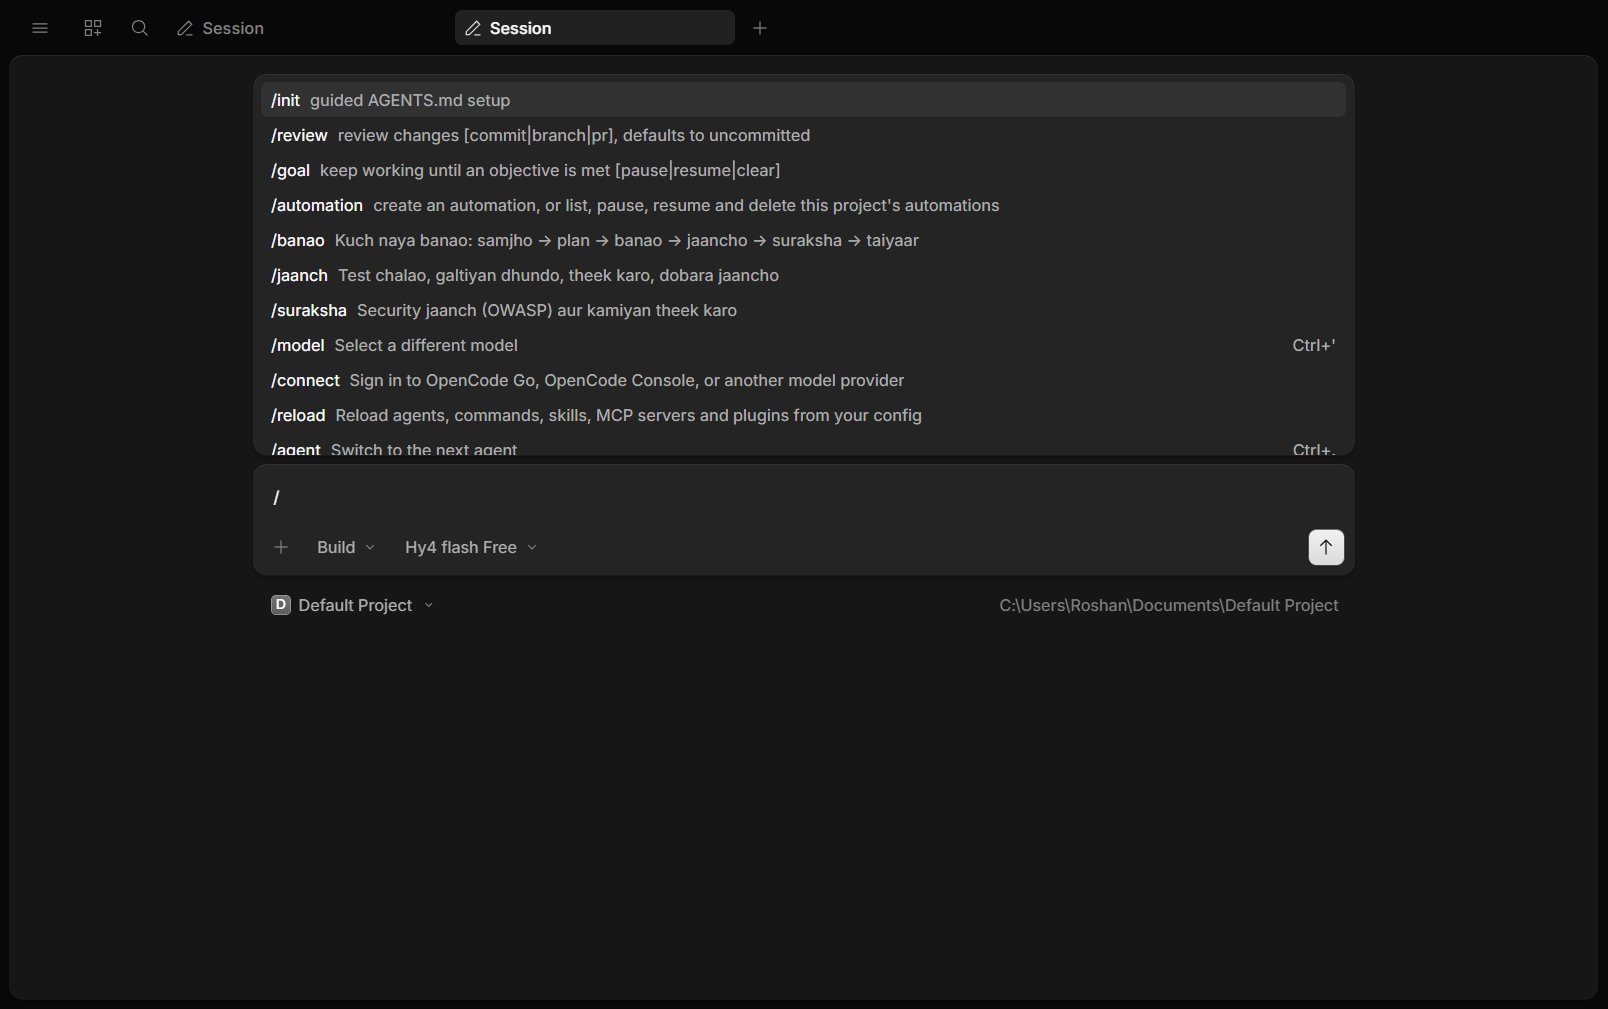 Session
Session
/init guided AGENTS.md setup
/review review changes [commit|branch|pr], defaults to uncommitted
/goal keep working until an objective is met [pause|resume|clear]
/automation create an automation, or list, pause, resume and delete this project's automations
/banao Kuch naya banao: samjho → plan → banao → jaancho → suraksha → taiyaar
/jaanch Test chalao, galtiyan dhundo, theek karo, dobara jaancho
/suraksha Security jaanch (OWASP) aur kamiyan theek karo
/model Select a different model Ctrl+'
/connect Sign in to OpenCode Go, OpenCode Console, or another model provider
/reload Reload agents, commands, skills, MCP servers and plugins from your config
/agent Switch to the next agent Ctrl+.
/
Build Hy4 flash Free
D Default Project C:\Users\Roshan\Documents\Default Project